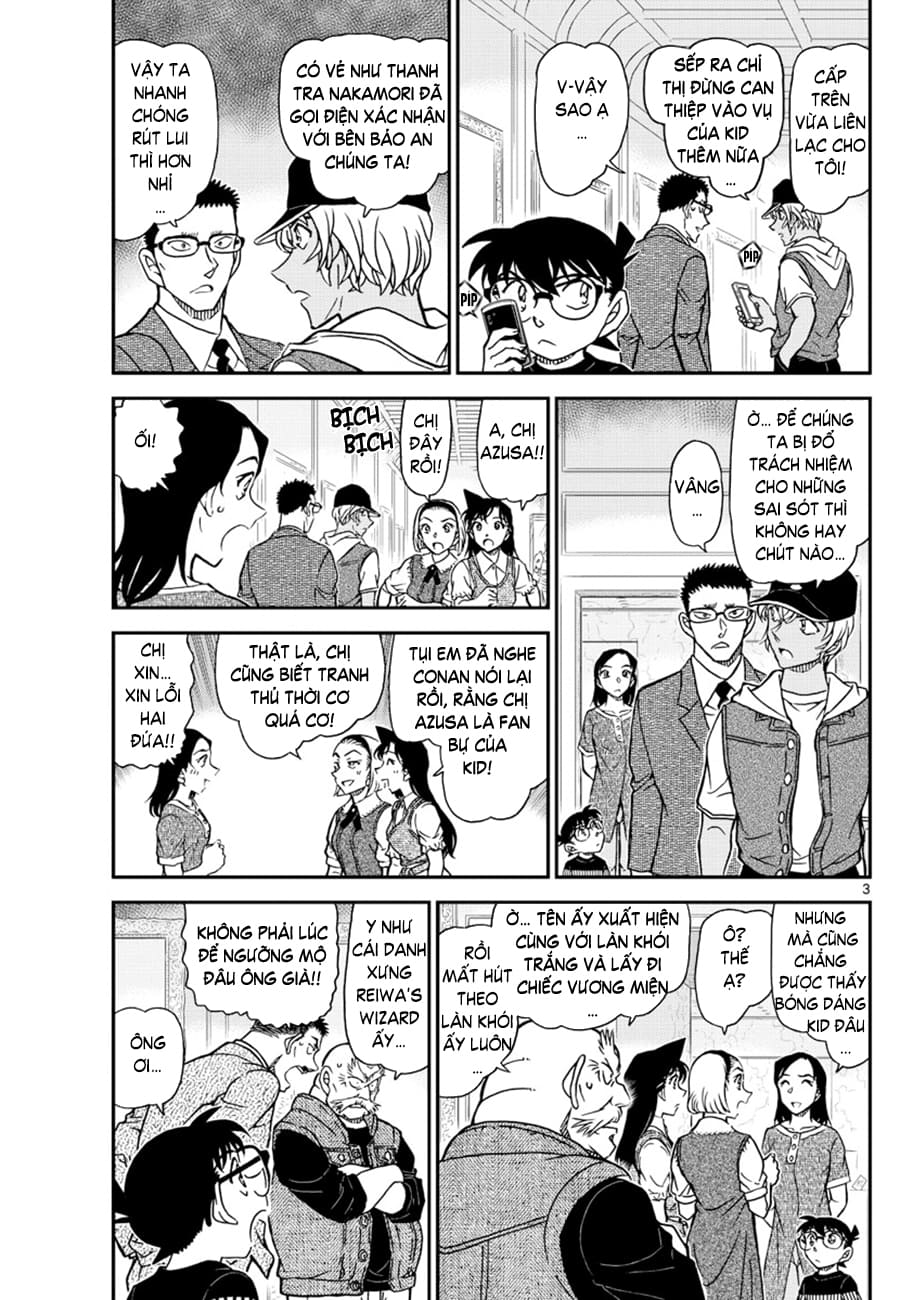 CẤP TRÊN
VỪA LIÊN
LẠC CHO
TÔI!
SẾP RA CHỈ
THỊ ĐỪNG CAN
THIỆP VÀO VỤ
CỦA KID
THÊM NỮA
...
V-VẬY
SAO Ạ
...
PIP
PIP
CÓ VẺ NHƯ THANH
TRA NAKAMORI ĐÃ
GỌI ĐIỆN XÁC NHẬN
VỚI BÊN BẢO AN
CHÚNG TA!
VẬY TA
NHANH
CHÓNG
RÚT LUI
THÌ HƠN
NHỈ
...
Ờ... ĐỂ CHÚNG
TA BỊ ĐỔ
TRÁCH NHIỆM
CHO NHỮNG
SAI SÓT THÌ
KHÔNG HAY
CHÚT NÀO...
VÂNG
...
A, CHỊ
AZUSA!!
CHỊ
ĐÂY
RỒI!
BỊCH
BỊCH
ỐI!
TỤI EM ĐÃ NGHE
CONAN NÓI LẠI
RỒI, RẰNG CHỊ
AZUSA LÀ FAN
BỰ CỦA
KID!
THẬT LÀ, CHỊ
CŨNG BIẾT TRANH
THỦ THỜI CƠ
QUÁ CƠ!
CHỊ
XIN...
XIN LỖI
HAI
ĐỨA!!
3
NHƯNG
MÀ CŨNG
CHẲNG
ĐƯỢC THẤY
BÓNG DÁNG
KID ĐÂU
...
Ô?
THẾ
Ạ?
Ờ... TÊN ẤY XUẤT HIỆN
CÙNG VỚI LÀN KHÓI
TRẮNG VÀ LẤY ĐI
CHIẾC VƯƠNG MIỆN
...
RỒI
MẤT HÚT
THEO
LÀN KHÓI
ẤY LUÔN
...
Y NHƯ
CÁI DANH
XƯNG
REIWA'S
WIZARD
ẤY...
KHÔNG PHẢI LÚC
ĐỂ NGƯỠNG MỘ
ĐÂU ÔNG GIÀ!!
ÔNG
ƠI...